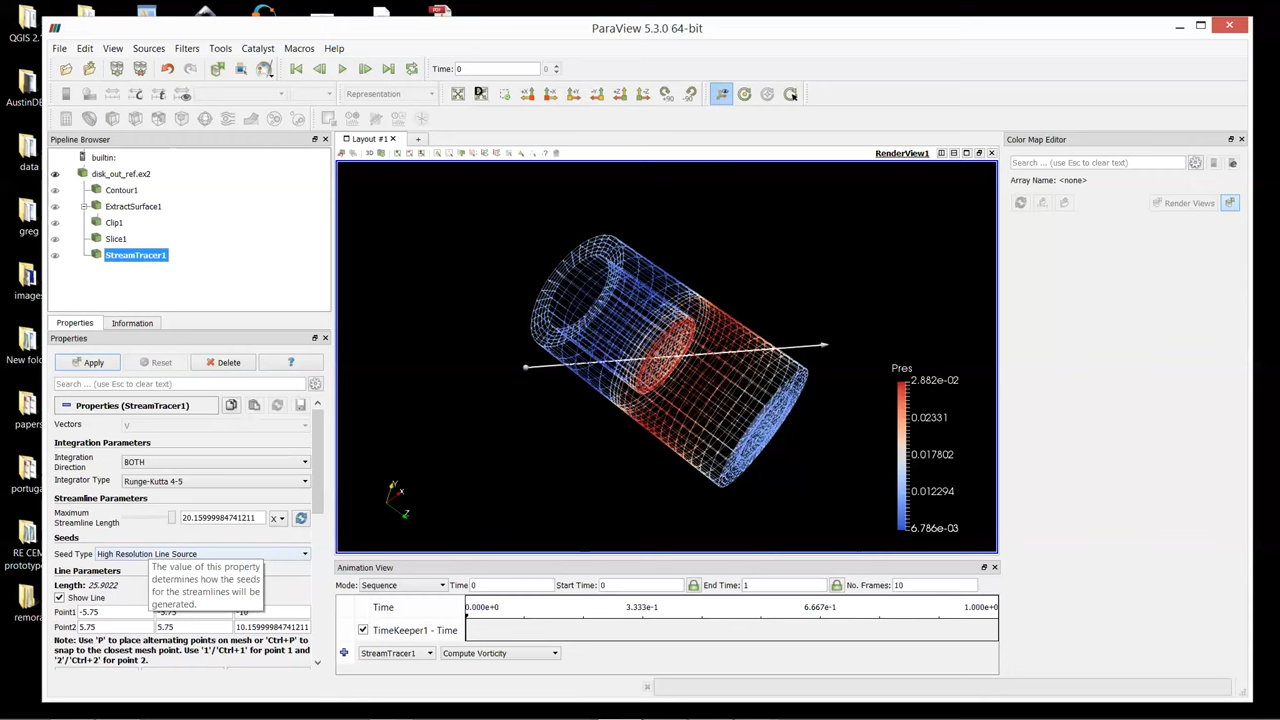 ParaView 5.3.0 64-bit
QGIS 2.
File Edit View Sources Filters Tools Catalyst Macros Help
Time: 0 0
Representation
AustinDE
Pipeline Browser
Layout #1
Color Map Editor
builtin:
RenderView1
data
disk_out_ref.ex2
Search ... (use Esc to clear text)
Contour1
Array Name: <none>
ExtractSurface1
Render Views
greg
Clip1
Slice1
StreamTracer1
images
Properties Information
Properties
New fold
Apply Reset Delete ?
Pres
2.882e-02
0.02331
0.017802
0.012294
6.786e-03
Search ... (use Esc to clear text)
Properties (StreamTracer1)
papers
Vectors V
Integration Parameters
Integration Direction BOTH
Integrator Type Runge-Kutta 4-5
portuga
Streamline Parameters
Maximum Streamline Length 20.15999984741211 X
Y
X
Z
Seeds
Seed Type High Resolution Line Source
RE CEM
prototype
The value of this property
determines how the seeds
for the streamlines will be
generated.
Line Parameters
Length: 25.9022
Show Line
Point1 -5.75 -5.75 -10
Point2 5.75 5.75 10.15999984741211
remora
Note: Use 'P' to place alternating points on mesh or 'Ctrl+P' to
snap to the closest mesh point. Use '1'/'Ctrl+1' for point 1 and
'2'/'Ctrl+2' for point 2.
Animation View
Mode: Sequence Time 0 Start Time: 0 End Time: 1 No. Frames: 10
Time 0.000e+0 3.333e-1 6.667e-1 1.000e+0
TimeKeeper1 - Time
StreamTracer1 Compute Vorticity